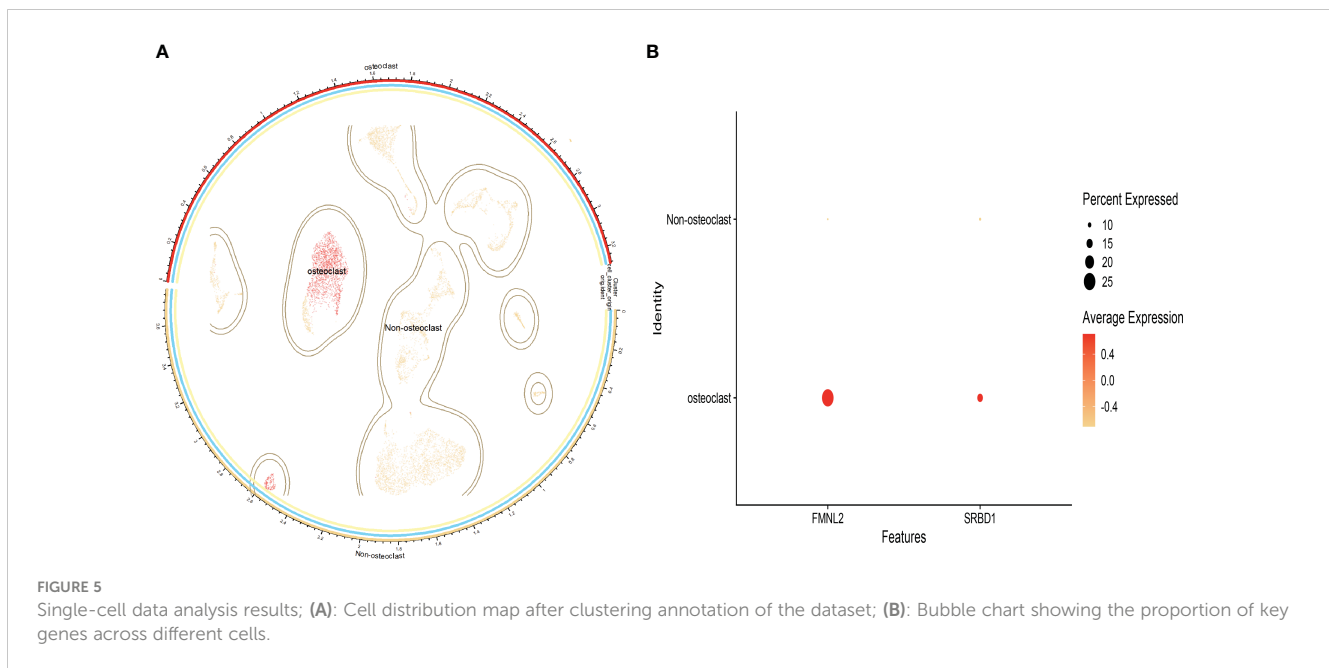 A
B
osteoclast
osteoclast
Non-osteoclast
Non-osteoclast
Cluster
Percent Expressed
10
15
20
25
Average Expression
0.4
0.0
-0.4
Identity
Non-osteoclast
osteoclast
FMNL2
SRBD1
Features
FIGURE 5
Single-cell data analysis results; (A): Cell distribution map after clustering annotation of the dataset; (B): Bubble chart showing the proportion of key
genes across different cells.